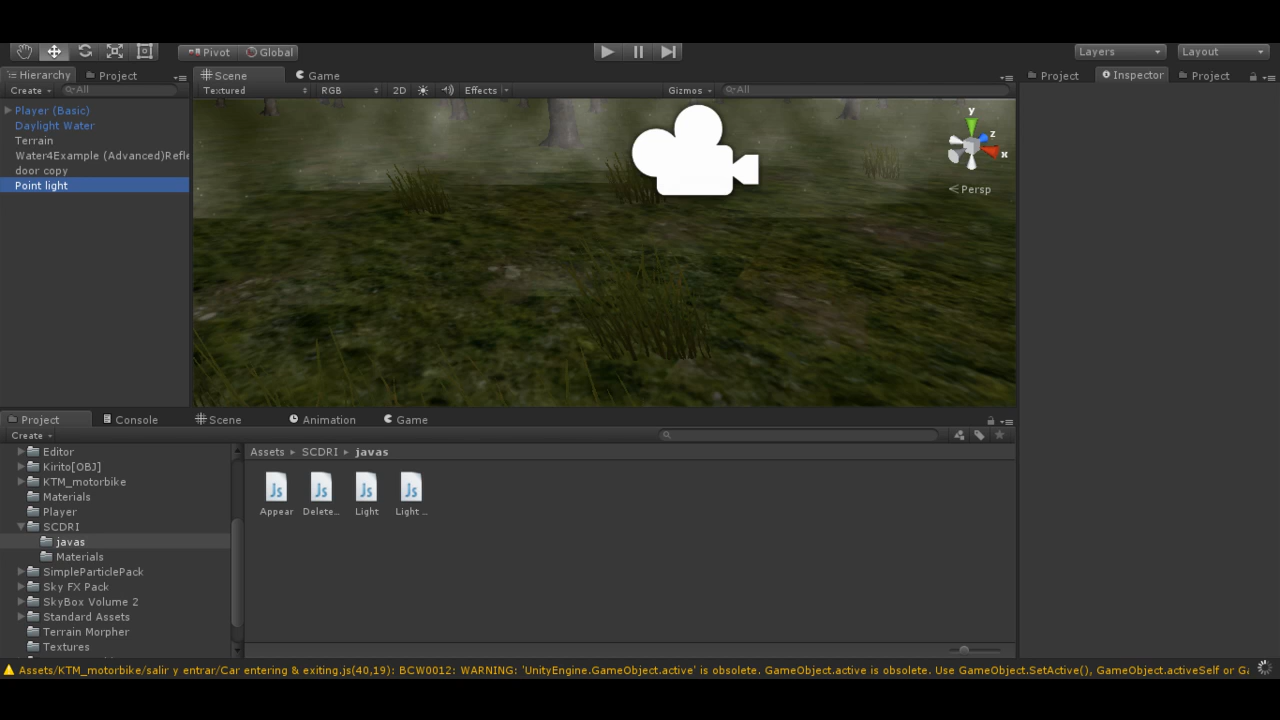 Pivot Global Layers Layout
Hierarchy Project Scene Game Project Inspector Project
Create All Textured RGB 2D Effects Gizmos All
Player (Basic)
Daylight Water
Terrain
Water4Example (Advanced)Refle
door copy
Point light
y
z
x
Persp
Project Console Scene Animation Game
Create
Editor
Kirito[OBJ]
KTM_motorbike
Materials
Player
SCDRI
javas
Materials
SimpleParticlePack
Sky FX Pack
SkyBox Volume 2
Standard Assets
Terrain Morpher
Textures
Assets SCDRI javas
Js Js Js Js
Appear Delete... Light Light ...
Assets/KTM_motorbike/salir y entrar/Car entering & exiting.js(40,19): BCW0012: WARNING: 'UnityEngine.GameObject.active' is obsolete. GameObject.active is obsolete. Use GameObject.SetActive(), GameObject.activeSelf or